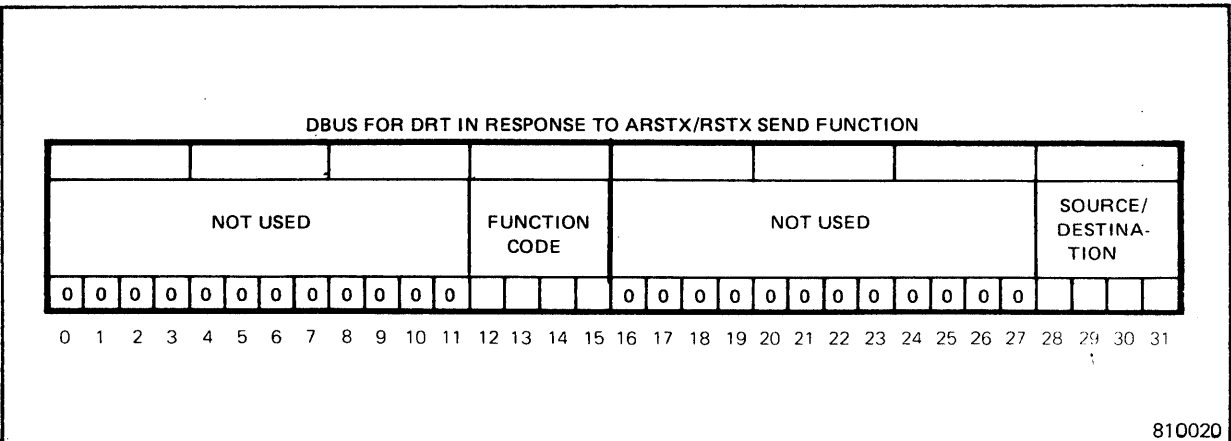 DBUS FOR DRT IN RESPONSE TO ARSTX/RSTX SEND FUNCTION
NOT USED
FUNCTION
CODE
NOT USED
SOURCE/
DESTINA-
TION
0 0 0 0 0 0 0 0 0 0 0 0 0 0 0 0 0 0 0 0 0 0 0 0
0 1 2 3 4 5 6 7 8 9 10 11 12 13 14 15 16 17 18 19 20 21 22 23 24 25 26 27 28 29 30 31
810020